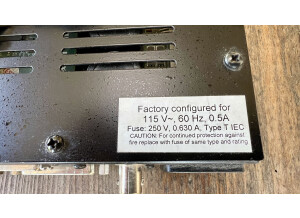 Factory configured for
115 V~, 60 Hz, 0.5A
Fuse: 250 V, 0.630 A, Type T IEC
CAUTION: For continued protection against
fire replace with fuse of same type and rating